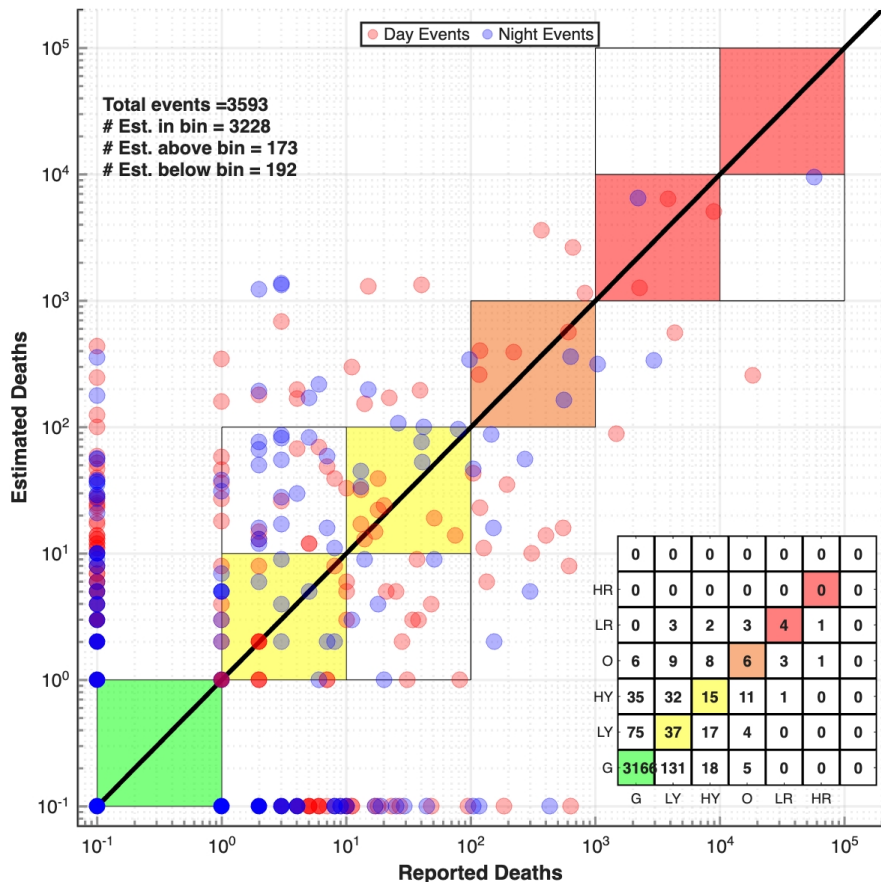 Day Events Night Events
Total events =3593
# Est. in bin = 3228
# Est. above bin = 173
# Est. below bin = 192
Estimated Deaths
10^5
10^4
10^3
10^2
10^1
10^0
10^-1
0 0 0 0 0 0 0
HR 0 0 0 0 0 0 0
LR 0 3 2 3 4 1 0
O 6 9 8 6 3 1 0
HY 35 32 15 11 1 0 0
LY 75 37 17 4 0 0 0
G 3166 131 18 5 0 0 0
G LY HY O LR HR
10^-1 10^0 10^1 10^2 10^3 10^4 10^5
Reported Deaths